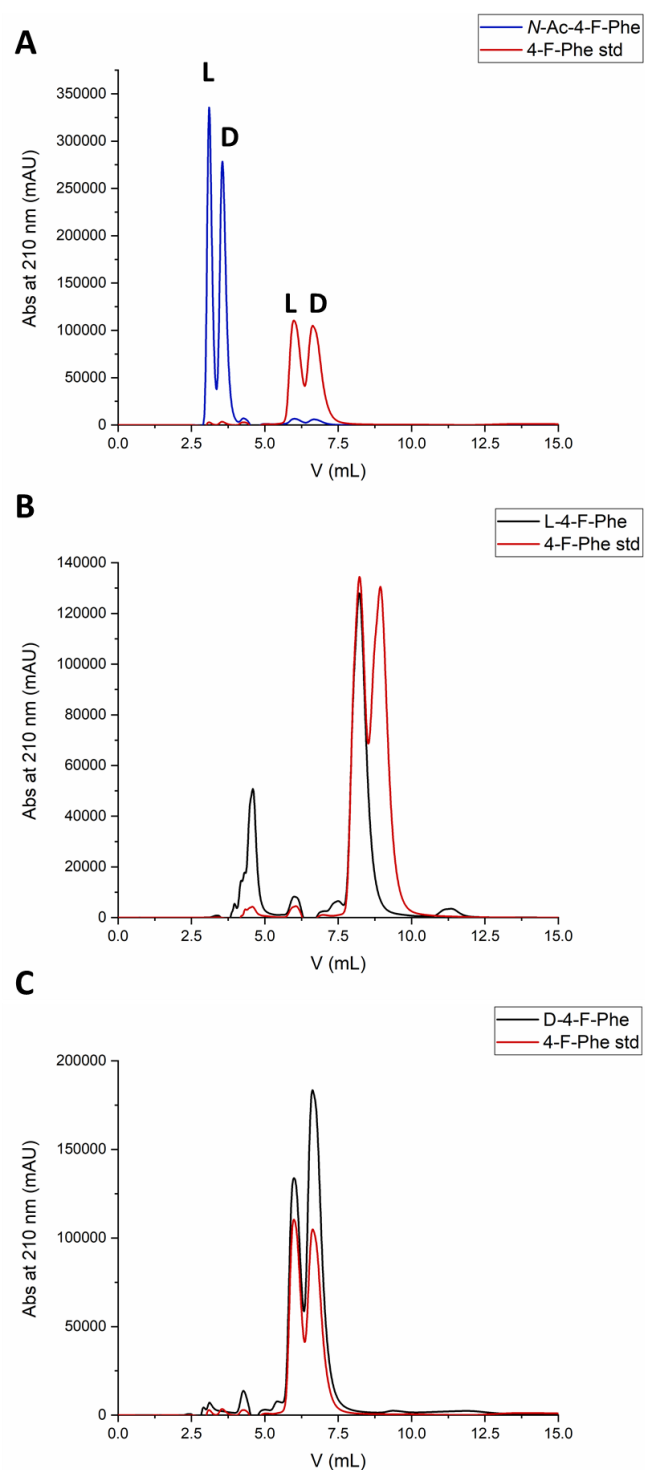 A
N-Ac-4-F-Phe
4-F-Phe std
L
D
L D
350000
300000
250000
200000
150000
100000
50000
0
Abs at 210 nm (mAU)
0.0 2.5 5.0 7.5 10.0 12.5 15.0
V (mL)
B
L-4-F-Phe
4-F-Phe std
140000
120000
100000
80000
60000
40000
20000
0
Abs at 210 nm (mAU)
0.0 2.5 5.0 7.5 10.0 12.5 15.0
V (mL)
C
D-4-F-Phe
4-F-Phe std
200000
150000
100000
50000
0
Abs at 210 nm (mAU)
0.0 2.5 5.0 7.5 10.0 12.5 15.0
V (mL)